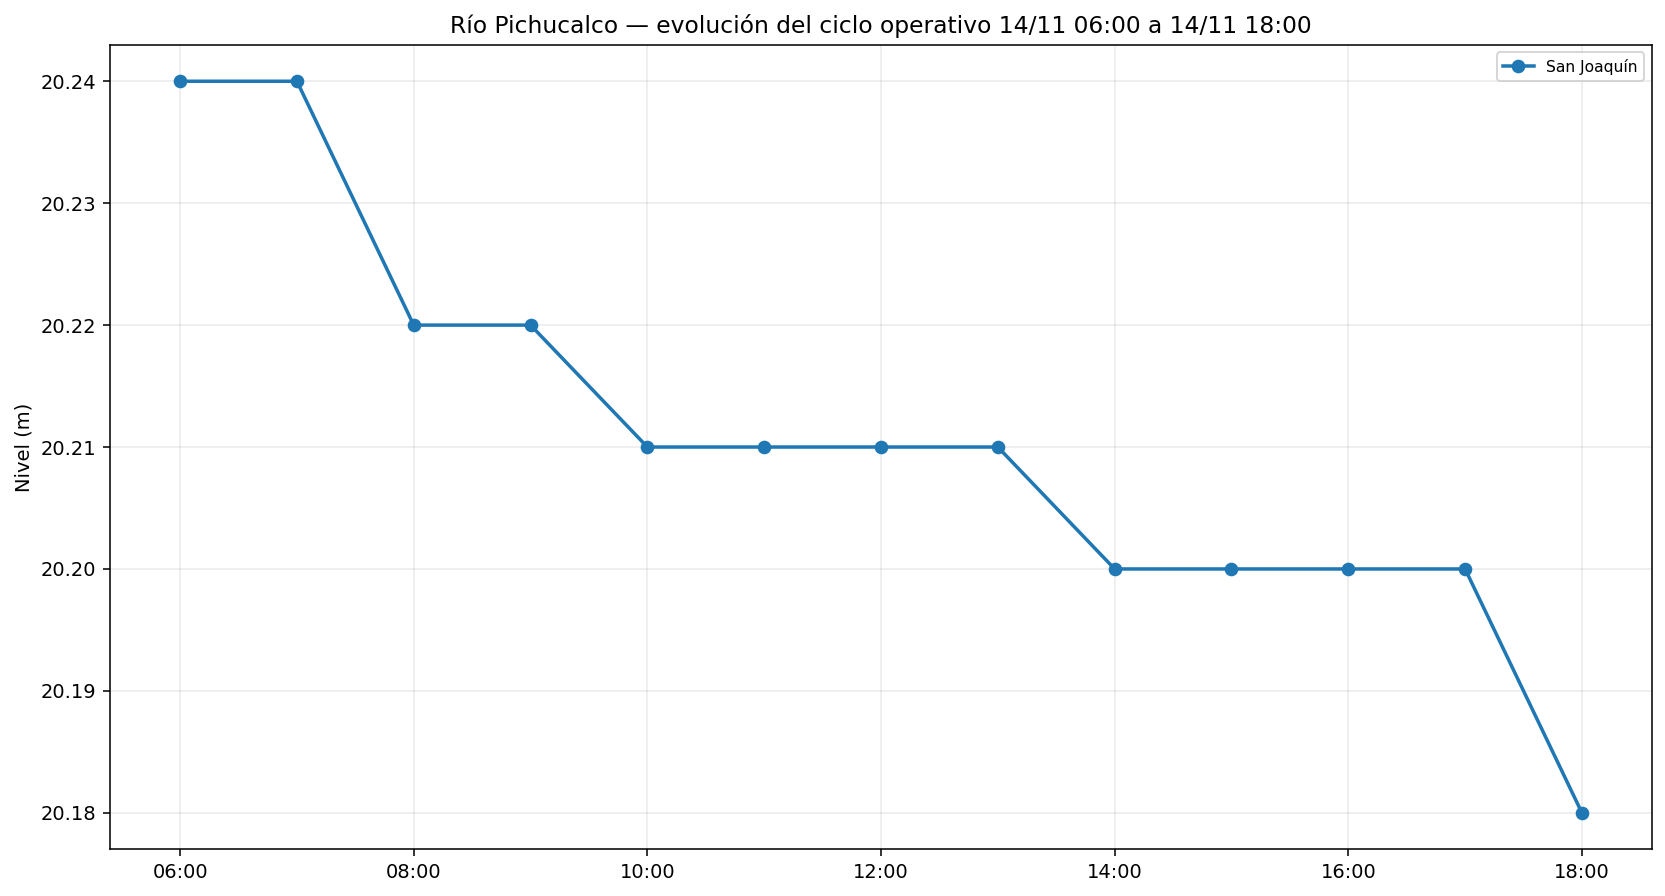 Río Pichucalco — evolución del ciclo operativo 14/11 06:00 a 14/11 18:00
San Joaquín
Nivel (m)
20.24
20.23
20.22
20.21
20.20
20.19
20.18
06:00 08:00 10:00 12:00 14:00 16:00 18:00